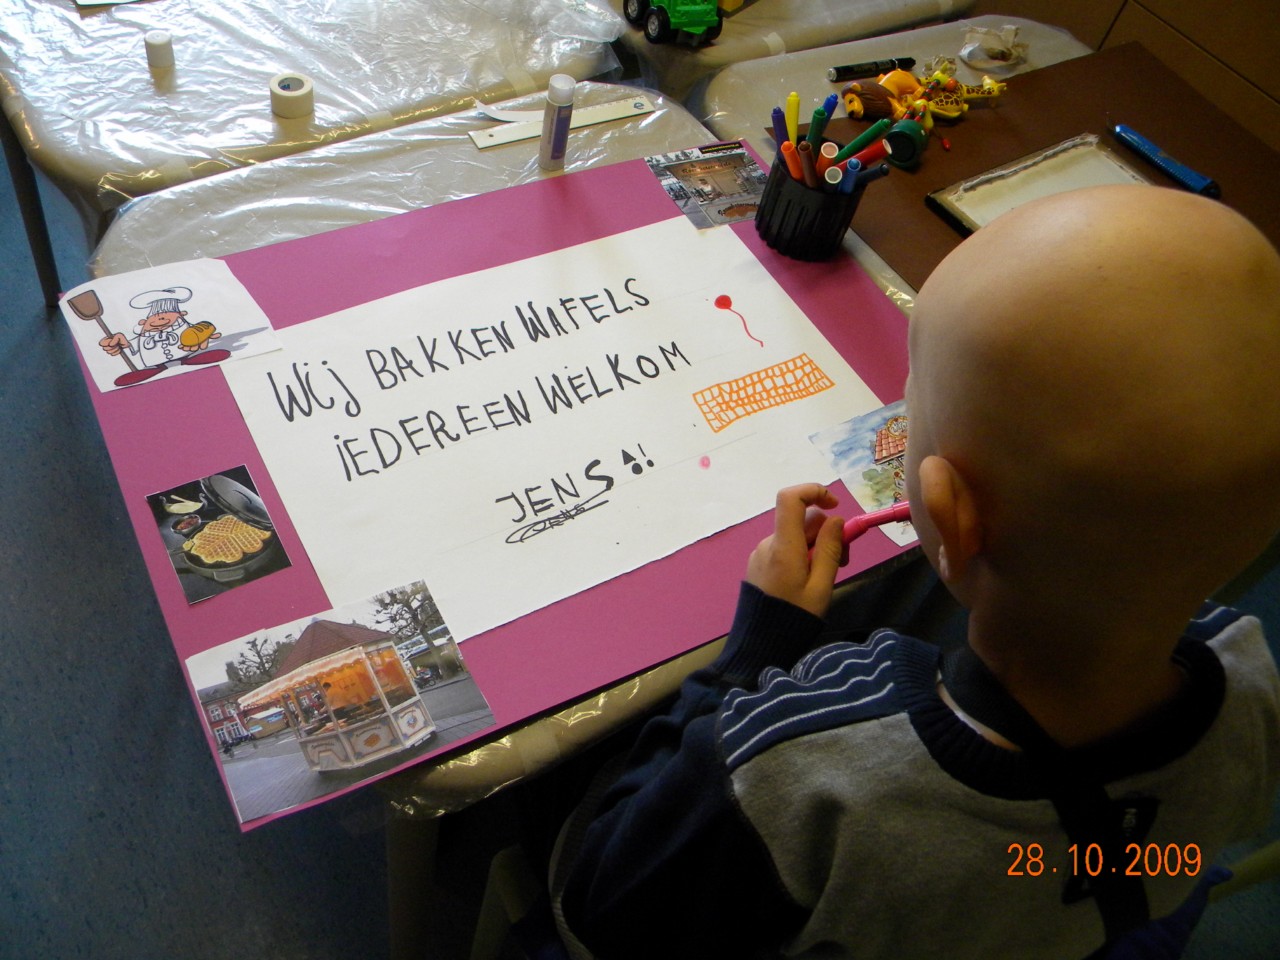 Wij BAKKEN WAFELS
iEDEREEN WELKOM
JENS !
28.10.2009